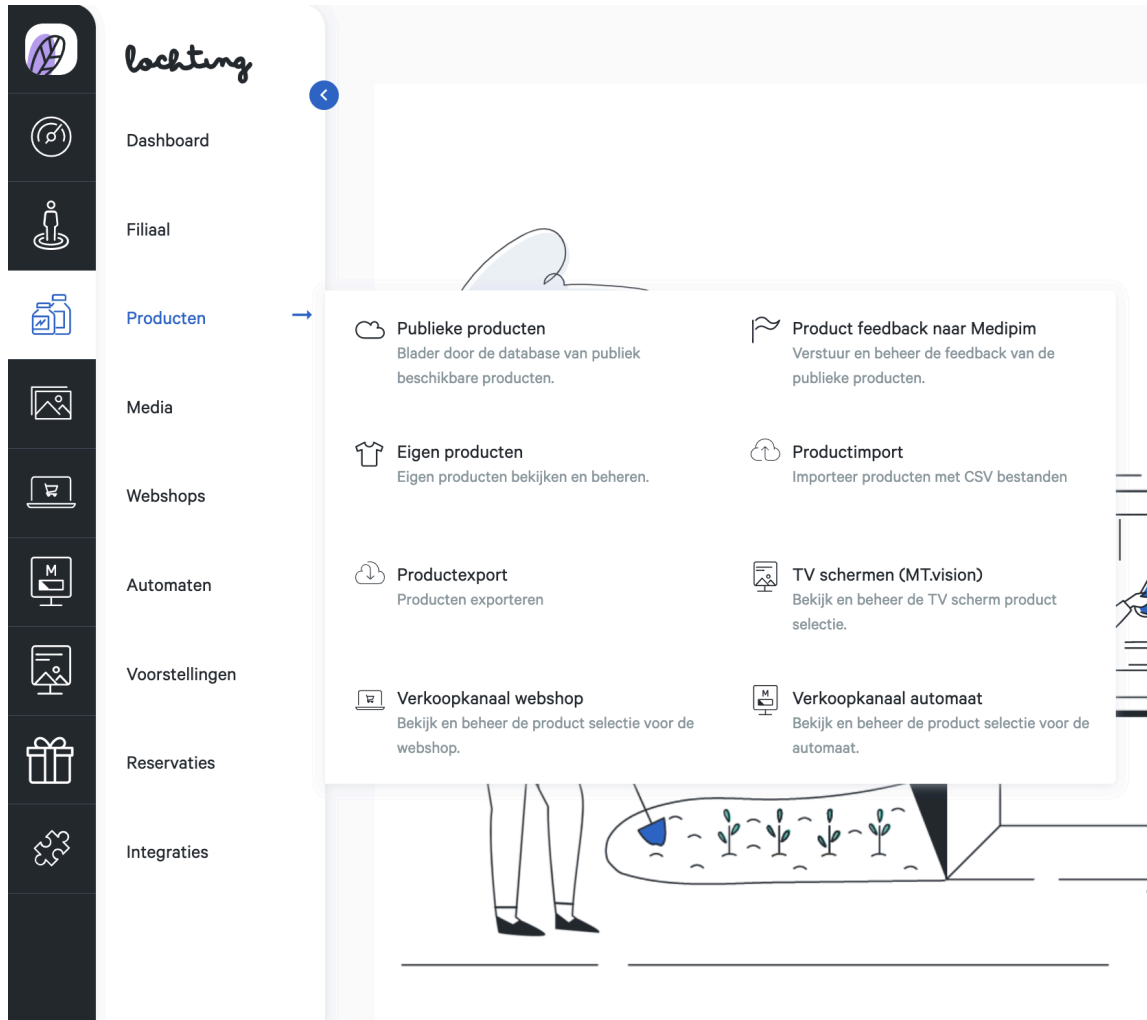 lochting
Dashboard
Filiaal
Producten
Media
Webshops
Automaten
Voorstellingen
Reservaties
Integraties
Publieke producten
Blader door de database van publiek
beschikbare producten.
Product feedback naar Medipim
Verstuur en beheer de feedback van de
publieke producten.
Eigen producten
Eigen producten bekijken en beheren.
Productimport
Importeer producten met CSV bestanden
Productexport
Producten exporteren
TV schermen (MT.vision)
Bekijk en beheer de TV scherm product
selectie.
M
Verkoopkanaal webshop
Bekijk en beheer de product selectie voor de
webshop.
M
Verkoopkanaal automaat
Bekijk en beheer de product selectie voor de
automaat.